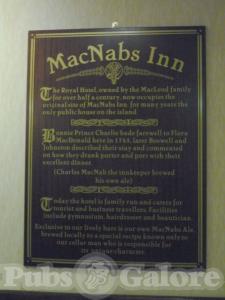 MacNabs Inn
The Royal Hotel, owned by the MacLeod family
for over half a century, now occupies the
original site of MacNabs Inn, for many years the
only public house on the island.
Bonnie Prince Charlie bade farewell to Flora
MacDonald here in 1746, later Boswell and
Johnston described their stay and commented
on how they drank porter and port with their
excellent dinner.
(Charles MacNab the innkeeper brewed
his own ale)
Today the hotel is family run and caters for
tourist and business travellers. Facilities
include gymnasium, hairdresser and beautician.
Exclusive to our lively bars is our own MacNabs Ale,
brewed locally to a special recipe known only to
our cellar man who is responsible for
its unique character.
Pubs Galore